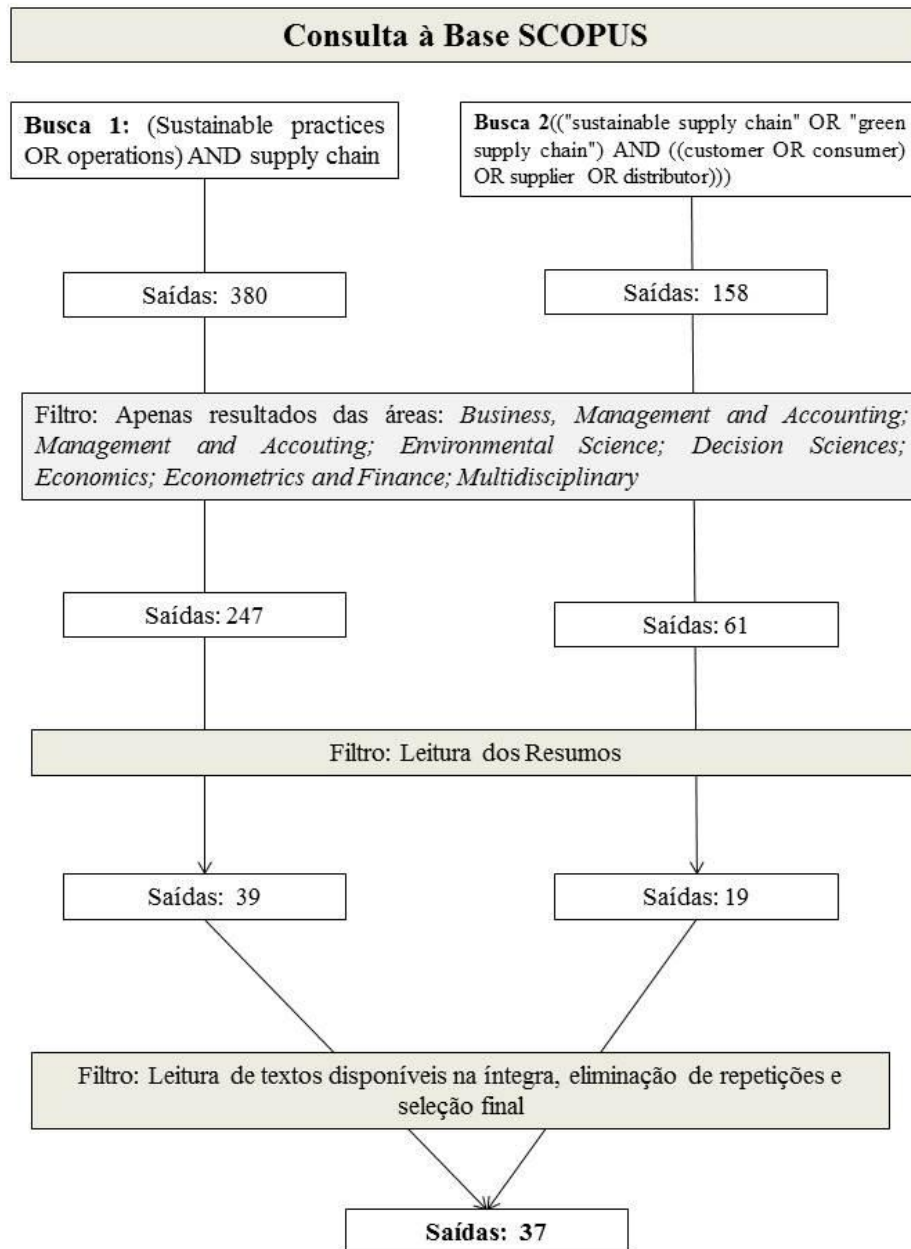 Consulta à Base SCOPUS
Busca 1: (Sustainable practices
OR operations) AND supply chain
Busca 2(("sustainable supply chain" OR "green
supply chain") AND ((customer OR consumer)
OR supplier OR distributor)))
Saídas: 380
Saídas: 158
Filtro: Apenas resultados das áreas: Business, Management and Accounting;
Management and Accouting; Environmental Science; Decision Sciences;
Economics; Econometrics and Finance; Multidisciplinary
Saídas: 247
Saídas: 61
Filtro: Leitura dos Resumos
Saídas: 39
Saídas: 19
Filtro: Leitura de textos disponíveis na íntegra, eliminação de repetições e
seleção final
Saídas: 37